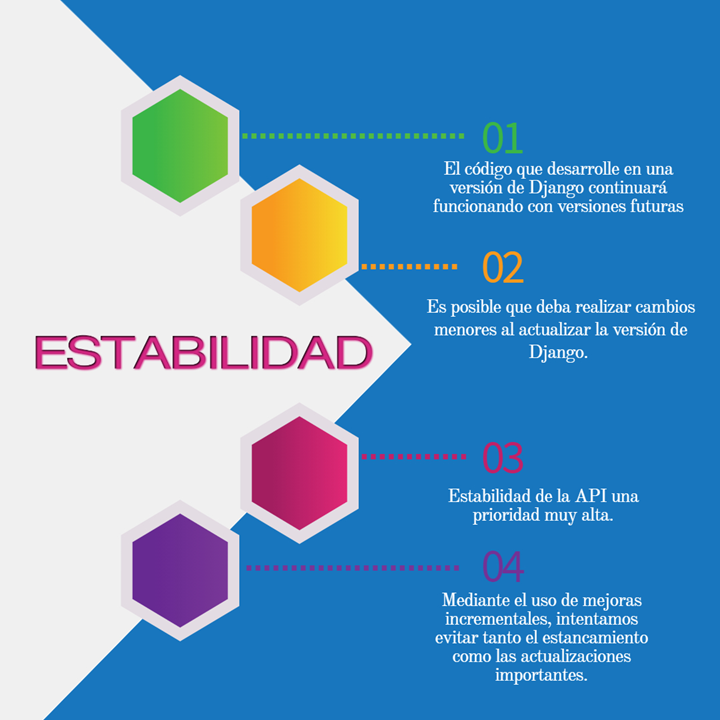 01
El código que desarrolle en una
versión de Django continuará
funcionando con versiones futuras
02
Es posible que deba realizar cambios
menores al actualizar la versión de
Django.
ESTABILIDAD
03
Estabilidad de la API una
prioridad muy alta.
04
Mediante el uso de mejoras
incrementales, intentamos
evitar tanto el estancamiento
como las actualizaciones
importantes.